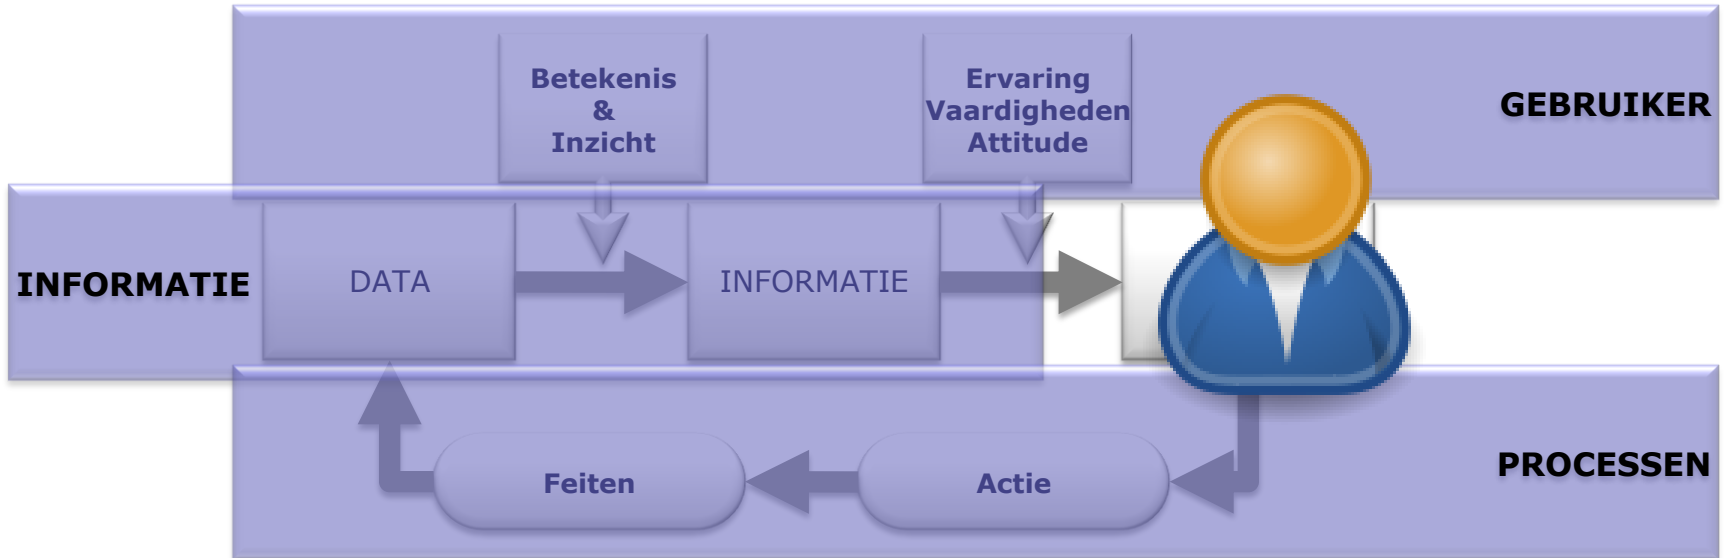 Betekenis
&
Inzicht
Ervaring
Vaardigheden
Attitude
GEBRUIKER
INFORMATIE
DATA
INFORMATIE
Feiten
Actie
PROCESSEN